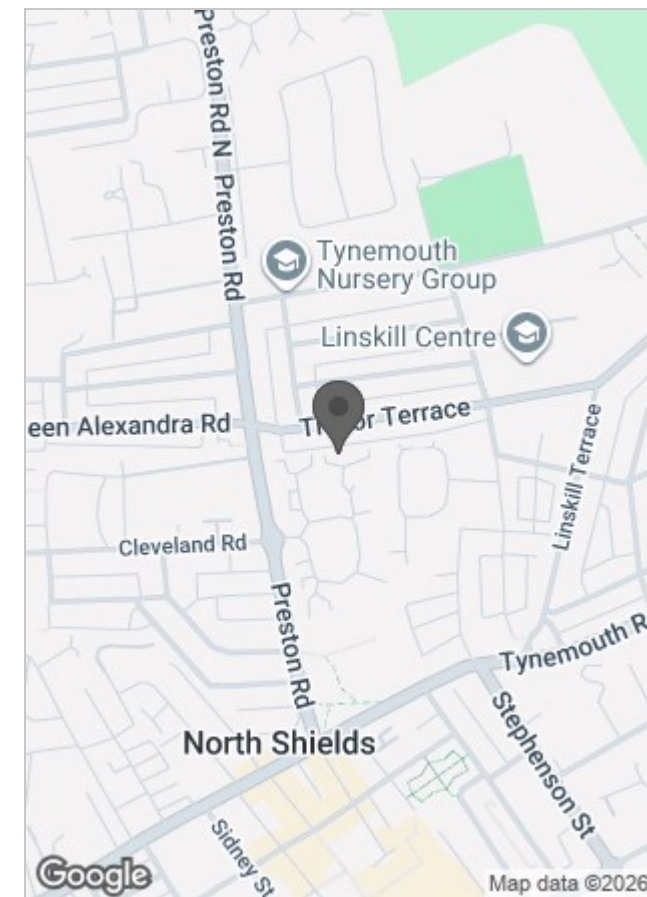 Preston Rd N
Preston Rd
Tynemouth
Nursery Group
Linskill Centre
een Alexandra Rd
Terrace
Linskill Terrace
Cleveland Rd
Preston Rd
Tynemouth R
North Shields
Stephenson St
Sidney St
Google
Map data ©2026